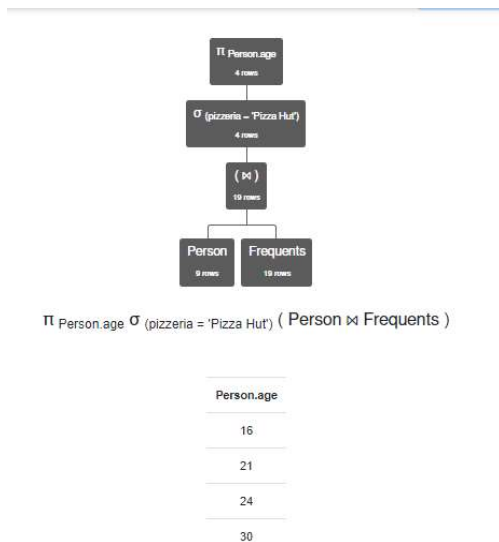 π Person.age
4 rows
σ (pizzeria = 'Pizza Hut')
4 rows
( ⋈ )
19 rows
Person
9 rows
Frequents
19 rows
π Person.age σ (pizzeria = 'Pizza Hut') ( Person ⋈ Frequents )
Person.age
16
21
24
30